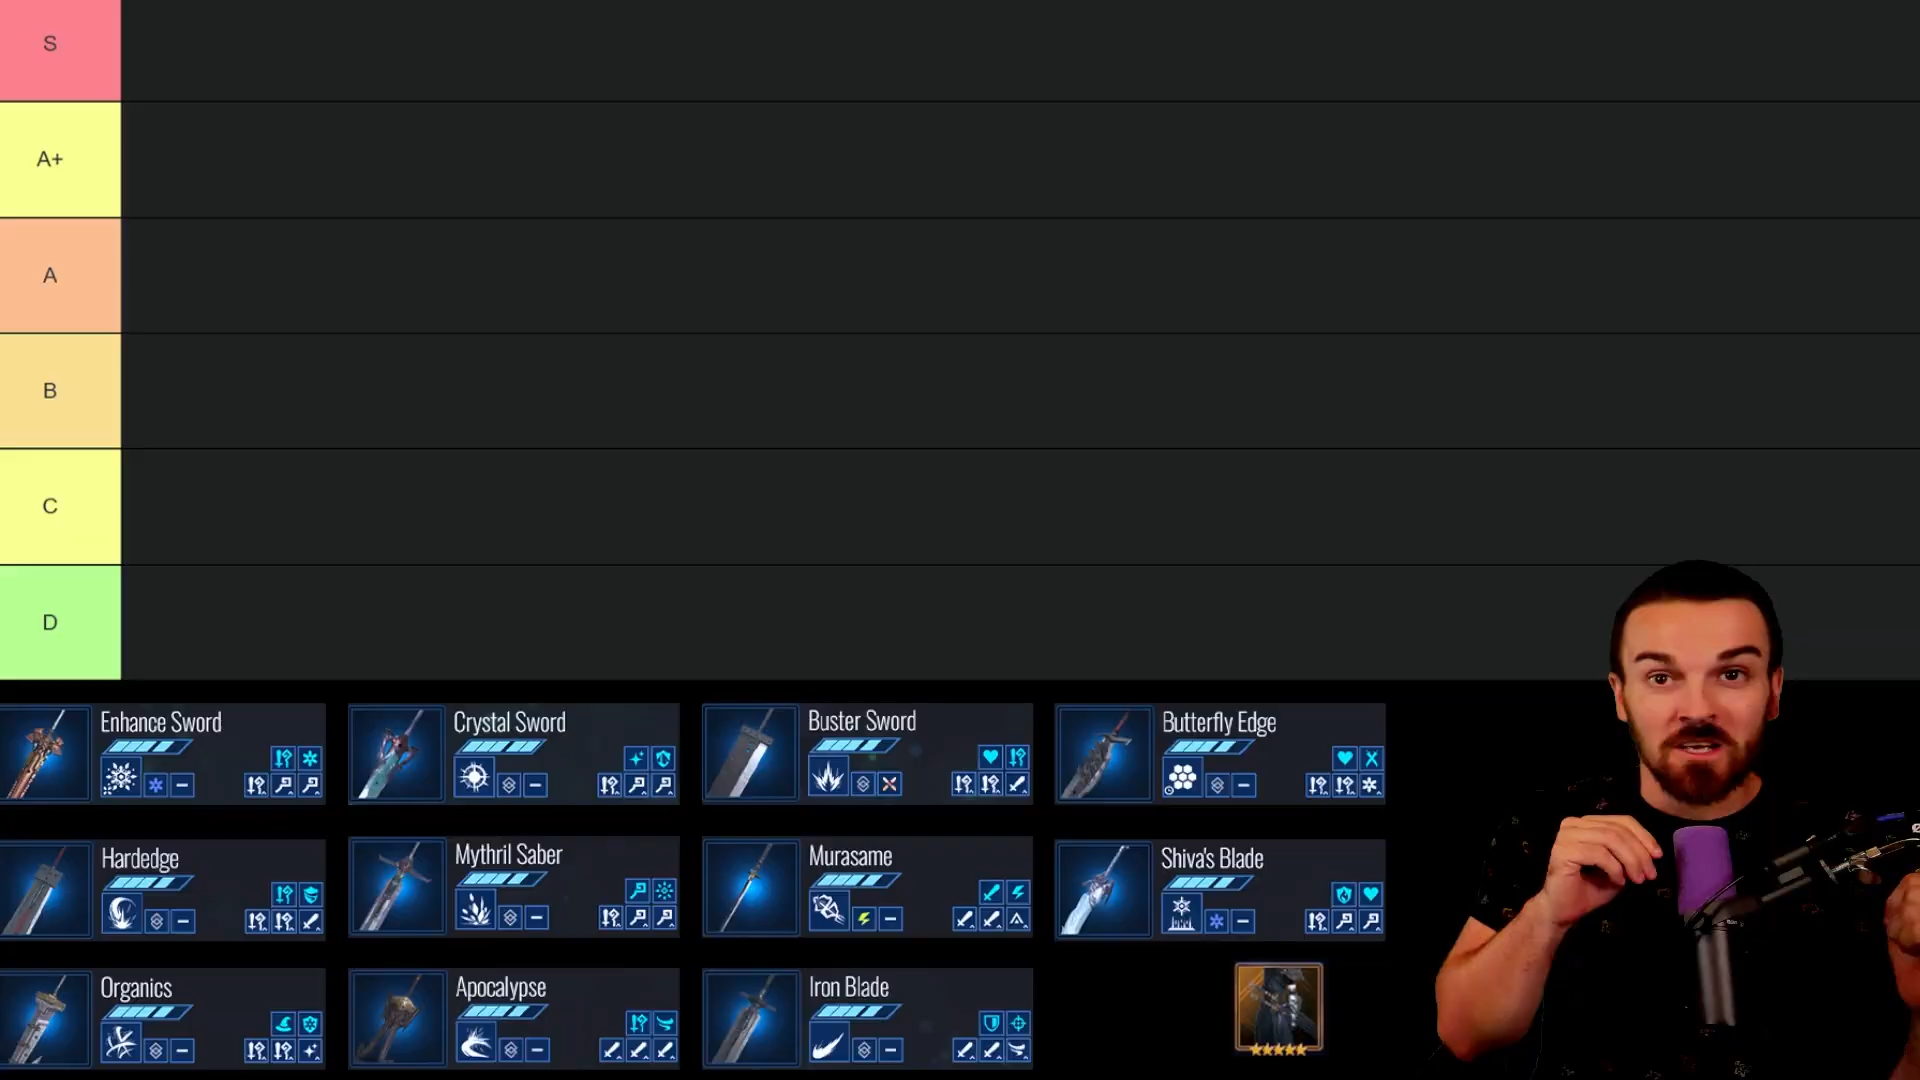 S
A+
A
B
C
D
Enhance Sword
Crystal Sword
Buster Sword
Butterfly Edge
Hardedge
Mythril Saber
Murasame
Shiva's Blade
Organics
Apocalypse
Iron Blade